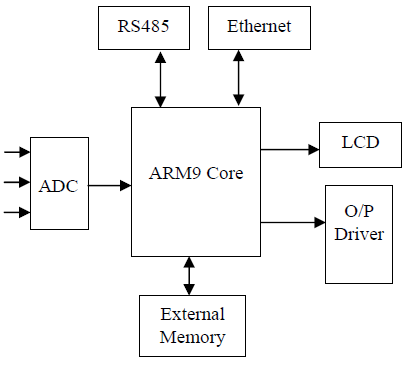 RS485
Ethernet
LCD
ARM9 Core
ADC
O/P
Driver
External
Memory